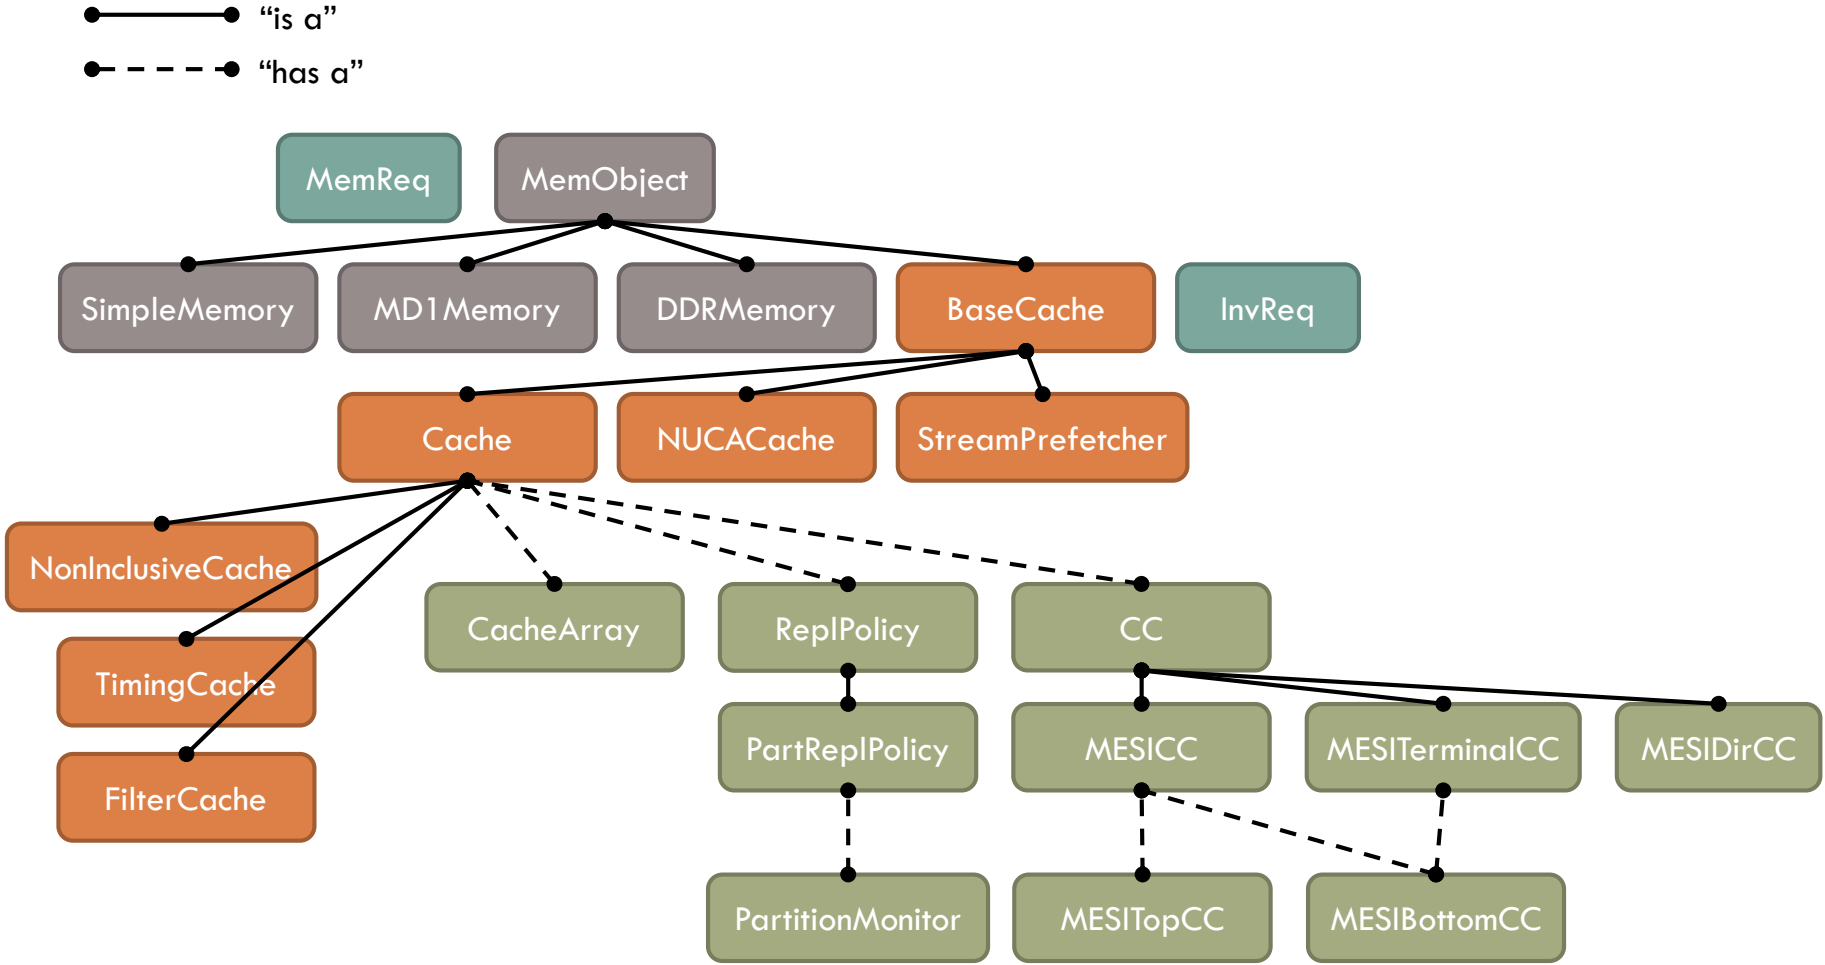 “is a”
“has a”
MemReq
MemObject
SimpleMemory
MD1Memory
DDRMemory
BaseCache
InvReq
Cache
NUCACache
StreamPrefetcher
NonInclusiveCache
CacheArray
ReplPolicy
CC
TimingCache
PartReplPolicy
MESICC
MESITerminalCC
MESIDirCC
FilterCache
PartitionMonitor
MESITopCC
MESIBottomCC